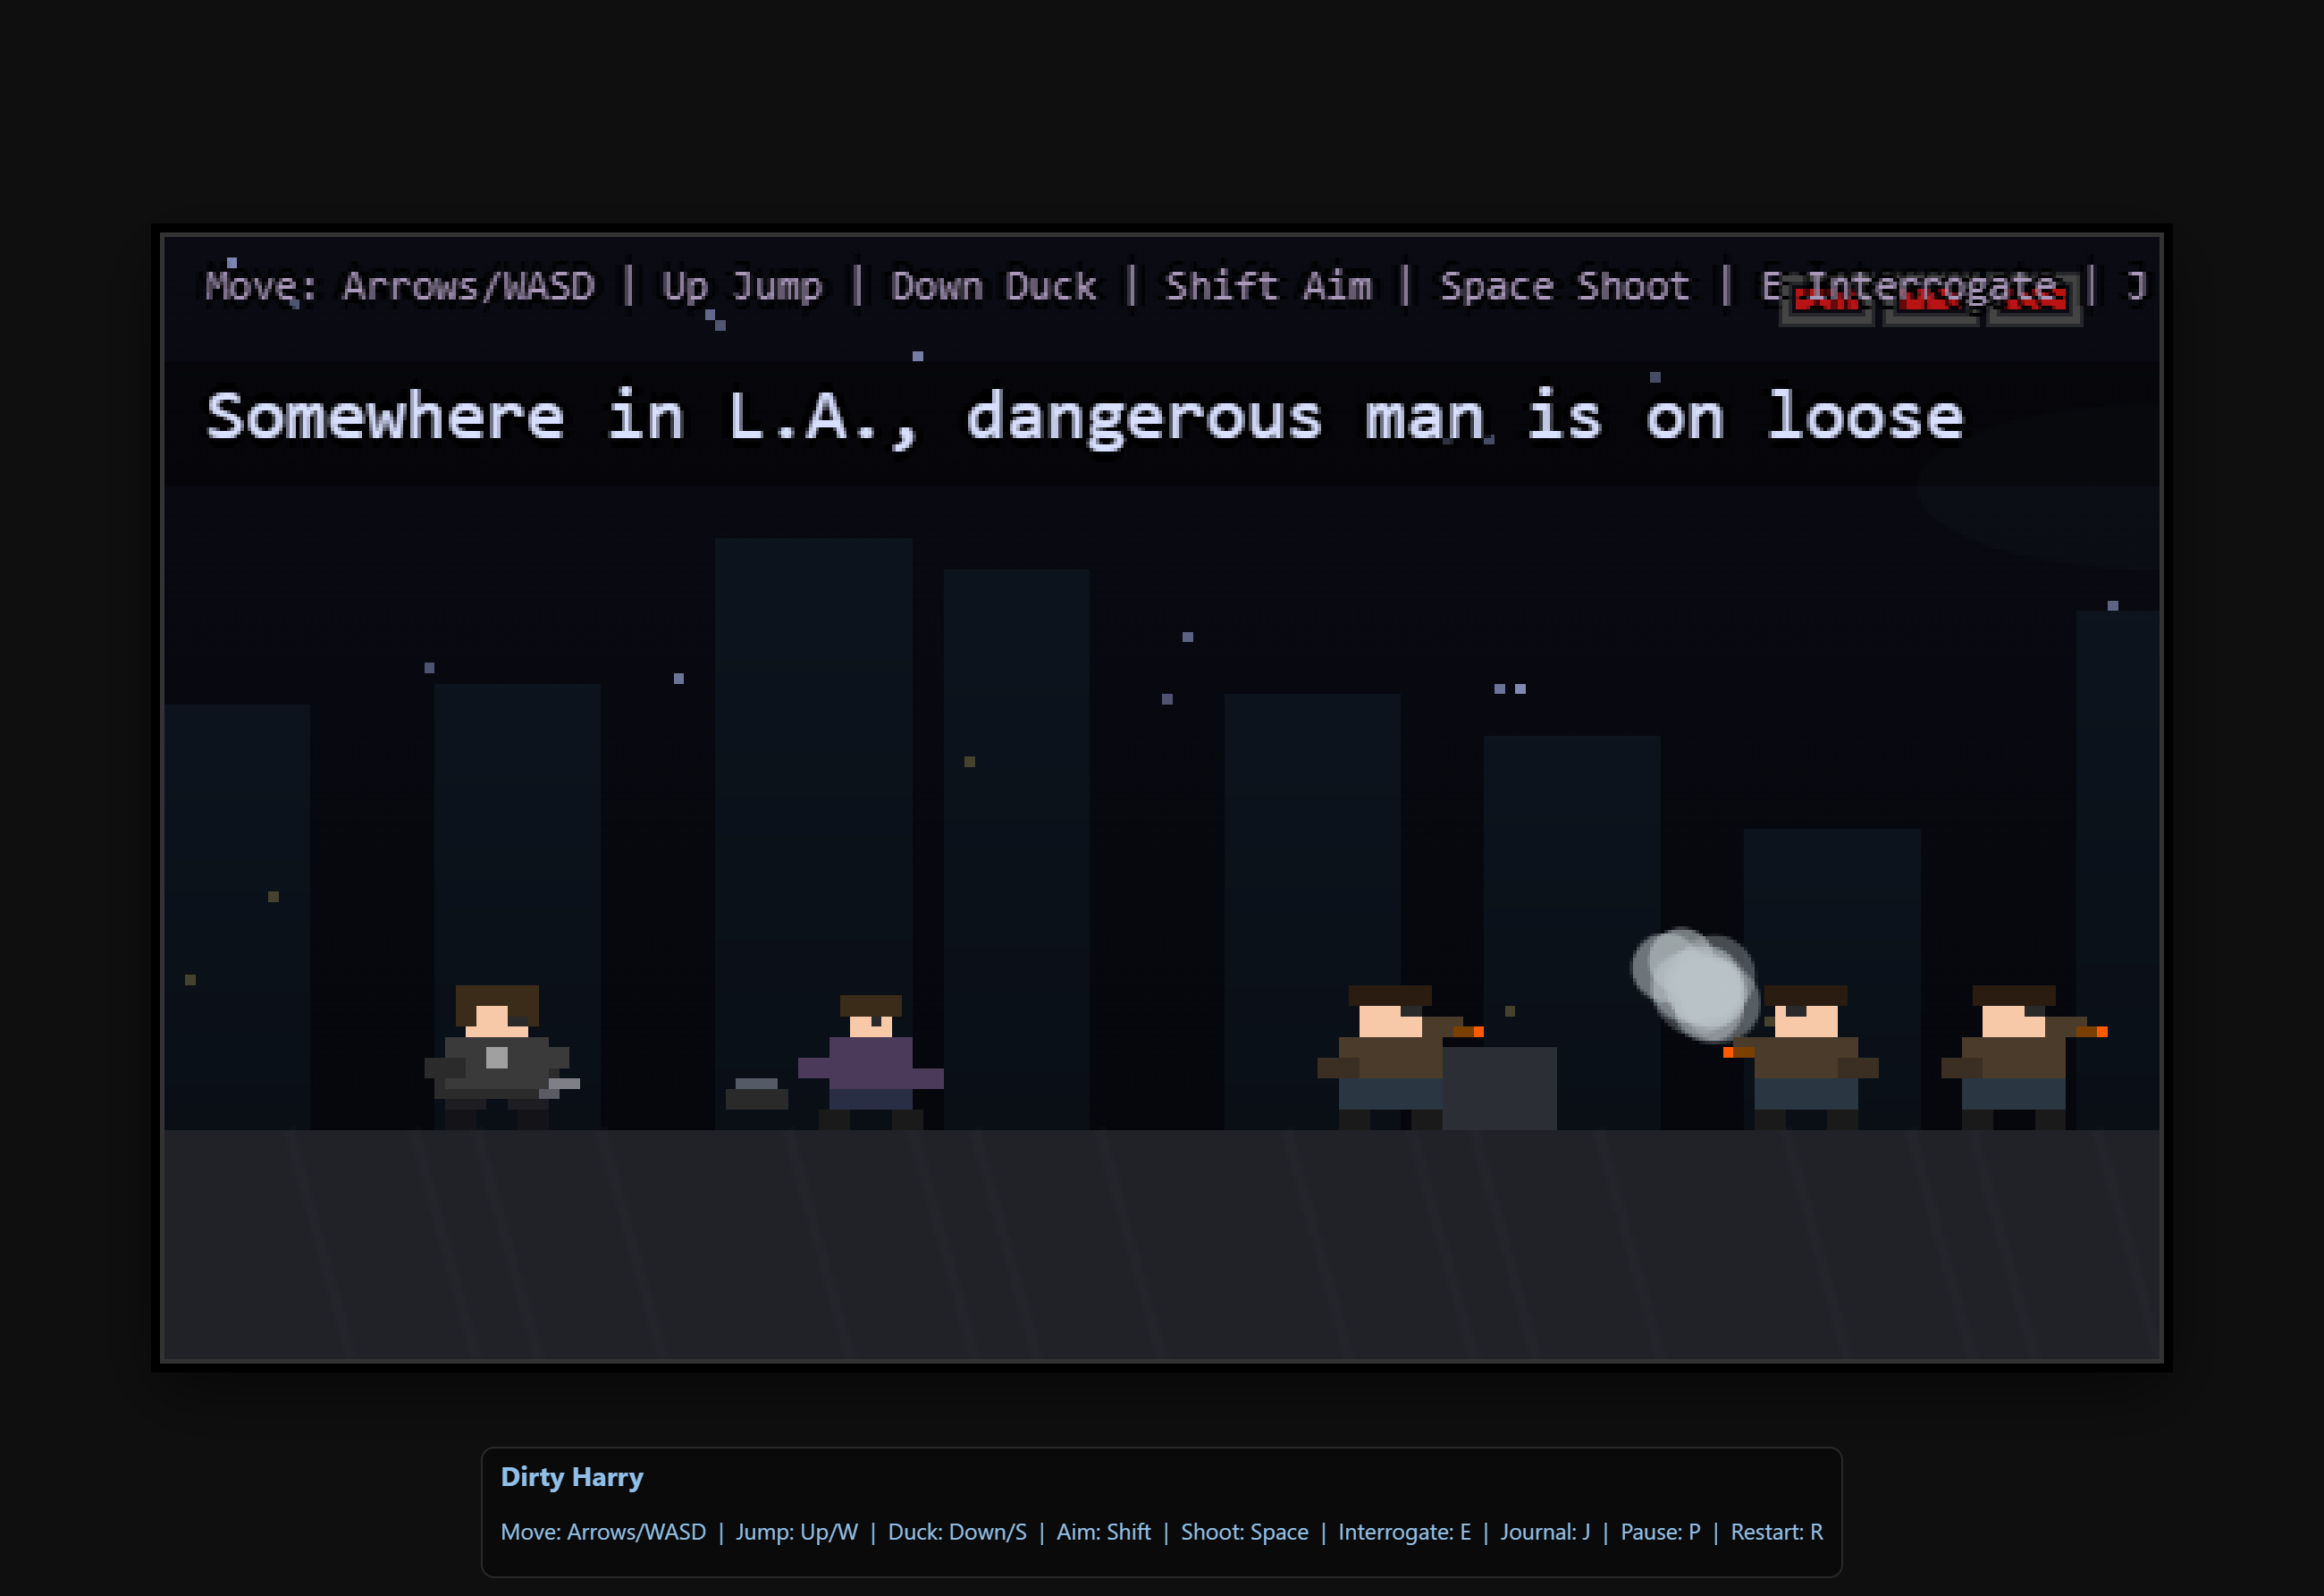 Move: Arrows/WASD | Up Jump | Down Duck | Shift Aim | Space Shoot | E Interrogate | J
Somewhere in L.A., dangerous man is on loose
Dirty Harry
Move: Arrows/WASD | Jump: Up/W | Duck: Down/S | Aim: Shift | Shoot: Space | Interrogate: E | Journal: J | Pause: P | Restart: R